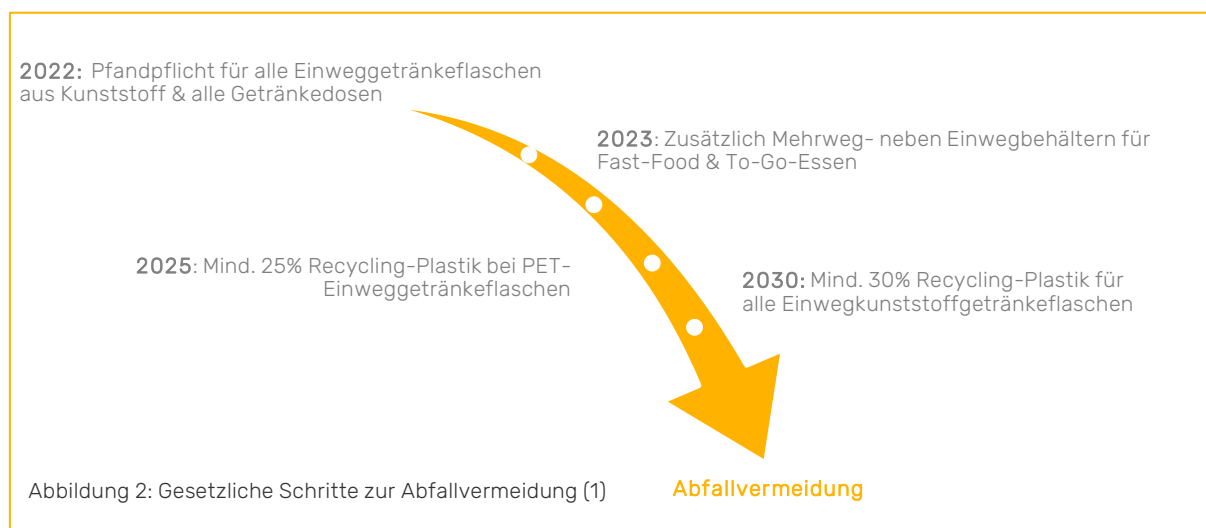 2022: Pfandpflicht für alle Einweggetränkeflaschen
aus Kunststoff & alle Getränkedosen
2023: Zusätzlich Mehrweg- neben Einwegbehältern für
Fast-Food & To-Go-Essen
2025: Mind. 25% Recycling-Plastik bei PET-
Einweggetränkeflaschen
2030: Mind. 30% Recycling-Plastik für
alle Einwegkunststoffgetränkeflaschen
Abbildung 2: Gesetzliche Schritte zur Abfallvermeidung (1)
Abfallvermeidung